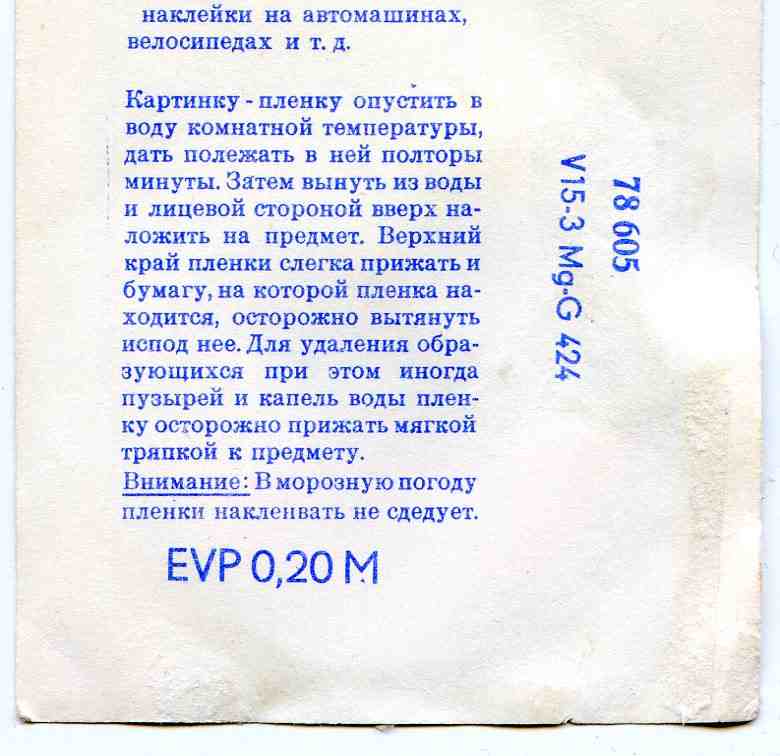 наклейки на автомашинах,
велосипедах и т. д.
Картинку - пленку опустить в
воду комнатной температуры,
дать полежать в ней полторы
минуты. Затем вынуть из воды
и лицевой стороной вверх на-
ложить на предмет. Верхний
край пленки слегка прижать и
бумагу, на которой пленка на-
ходится, осторожно вытянуть
испод нее. Для удаления обра-
зующихся при этом иногда
пузырей и капель воды плен-
ку осторожно прижать мягкой
тряпкой к предмету.
Внимание: В морозную погоду
пленки наклеивать не сдедует.
EVP 0,20 M
78 605
V15-3 Mg-G 424